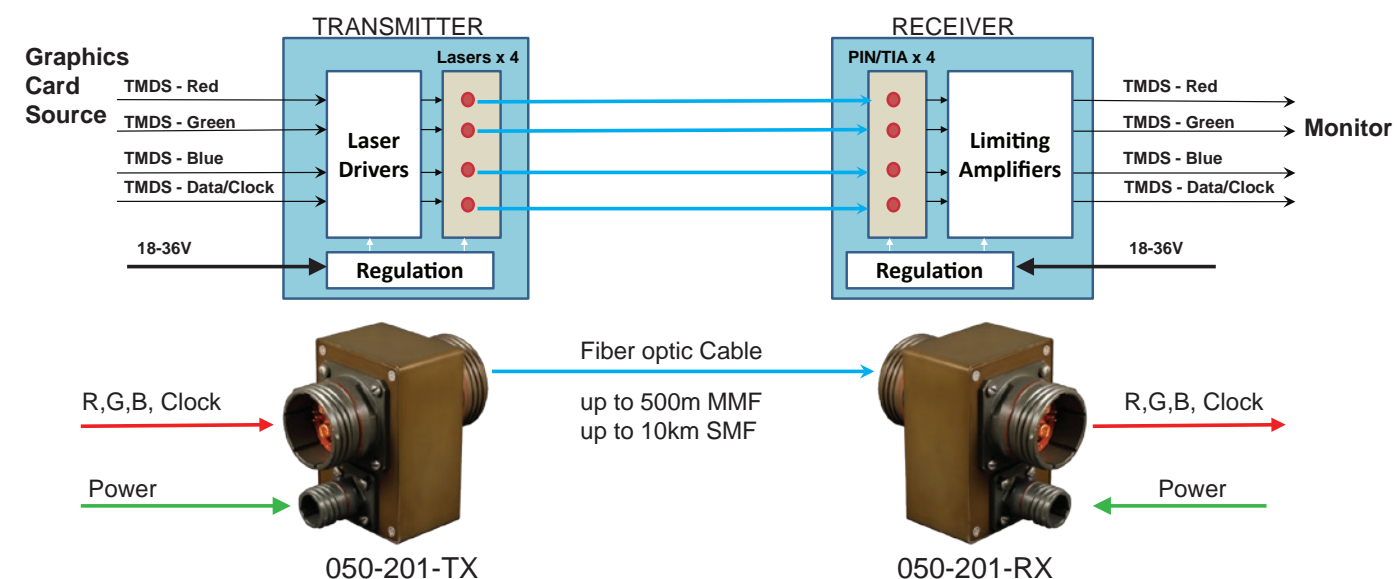 TRANSMITTER
RECEIVER
Graphics
Card
Source
Lasers x 4
PIN/TIA x 4
TMDS - Red
TMDS - Green
TMDS - Blue
TMDS - Data/Clock
Laser
Drivers
Limiting
Amplifiers
TMDS - Red
TMDS - Green
TMDS - Blue
TMDS - Data/Clock
Monitor
18-36V
Regulation
Regulation
18-36V
Fiber optic Cable
up to 500m MMF
up to 10km SMF
R,G,B, Clock
R,G,B, Clock
Power
Power
050-201-TX
050-201-RX